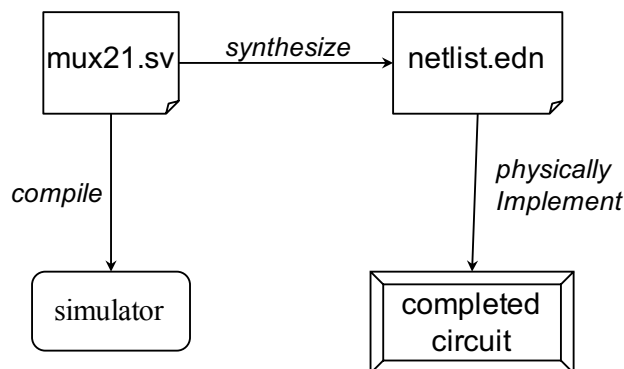 mux21.sv
synthesize
netlist.edn
compile
physically
Implement
simulator
completed
circuit